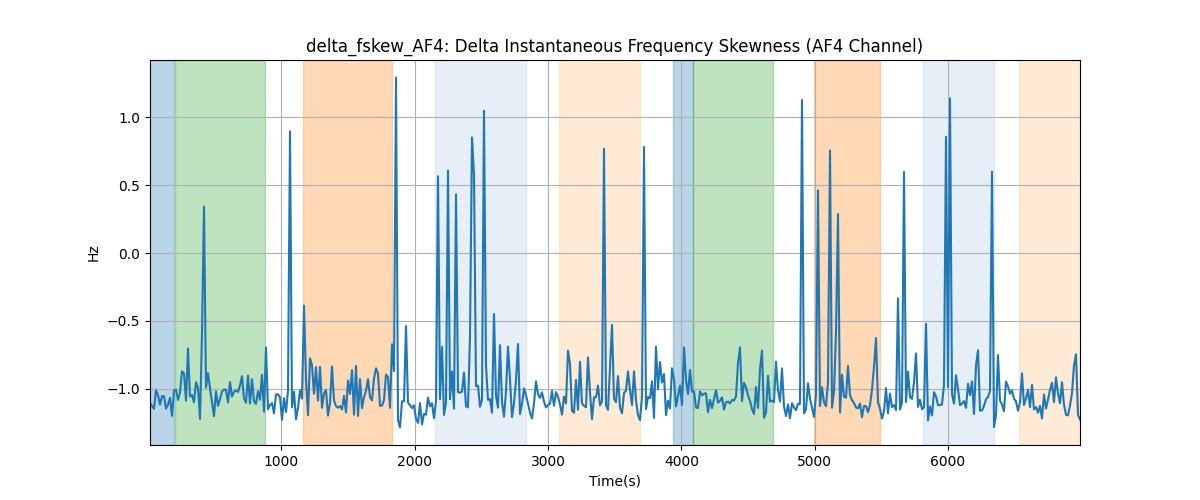 delta_fskew_AF4: Delta Instantaneous Frequency Skewness (AF4 Channel)
Hz
1.0
0.5
0.0
−0.5
−1.0
1000 2000 3000 4000 5000 6000
Time(s)